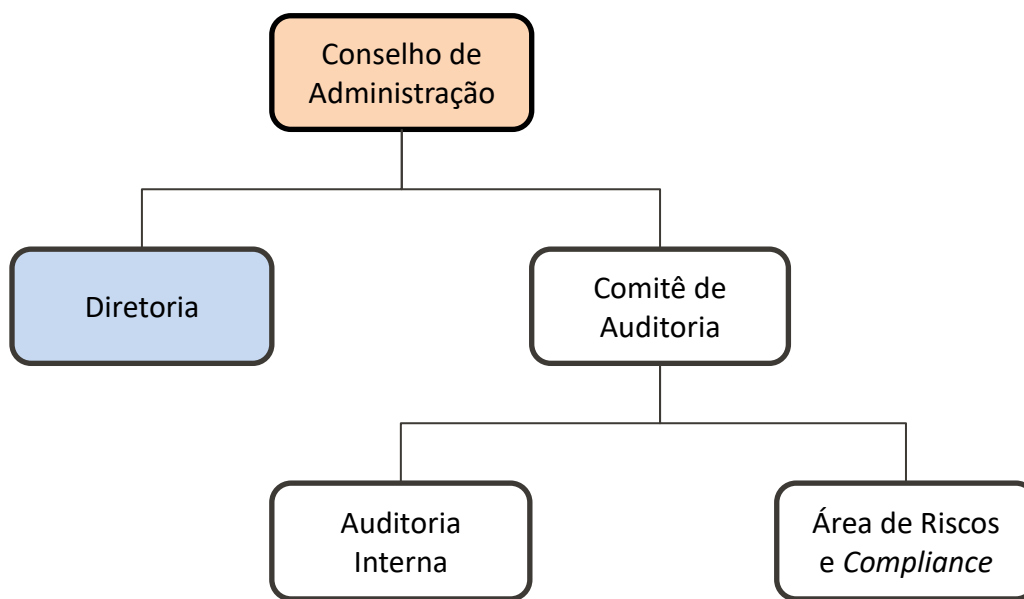 Conselho de
Administração
Diretoria
Comitê de
Auditoria
Auditoria
Interna
Área de Riscos
e Compliance